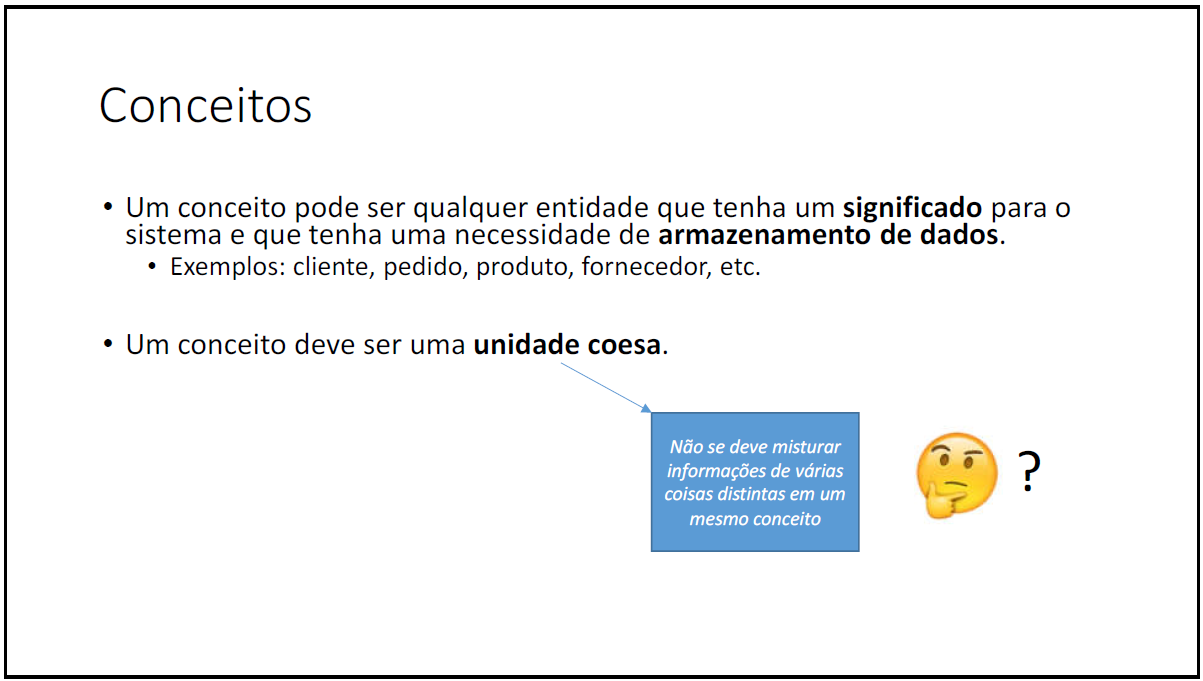 Conceitos
• Um conceito pode ser qualquer entidade que tenha um significado para o
sistema e que tenha uma necessidade de armazenamento de dados.
• Exemplos: cliente, pedido, produto, fornecedor, etc.
• Um conceito deve ser uma unidade coesa.
Não se deve misturar
informações de várias
coisas distintas em um
mesmo conceito
?